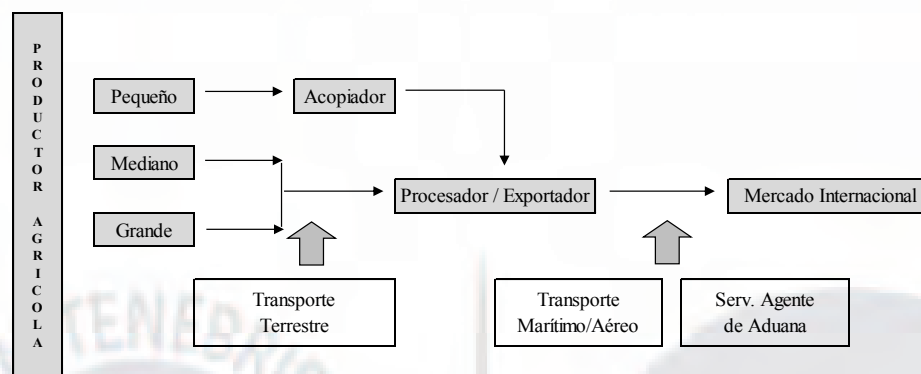 PRODUCTOR AGRICOLA
Pequeño
Acopiador
Mediano
Procesador / Exportador
Mercado Internacional
Grande
Transporte
Terrestre
Transporte
Marítimo/Aéreo
Serv. Agente
de Aduana